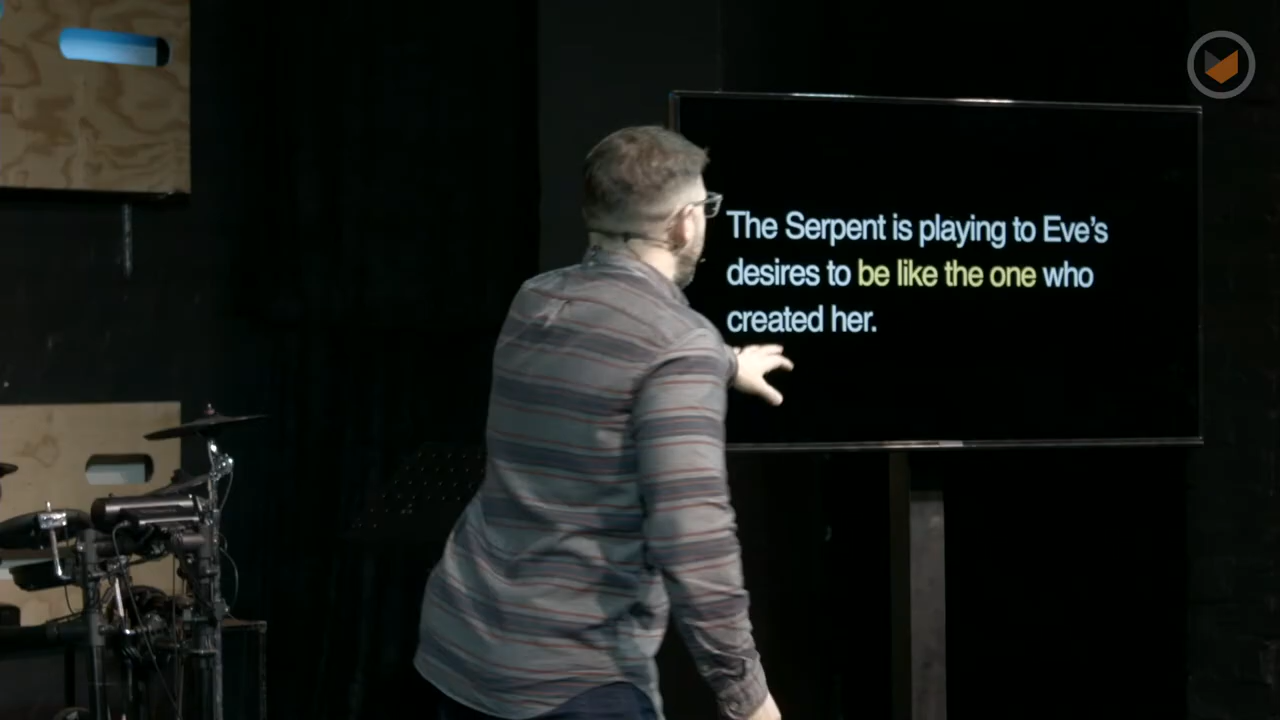 The Serpent is playing to Eve's
desires to be like the one who
created her.